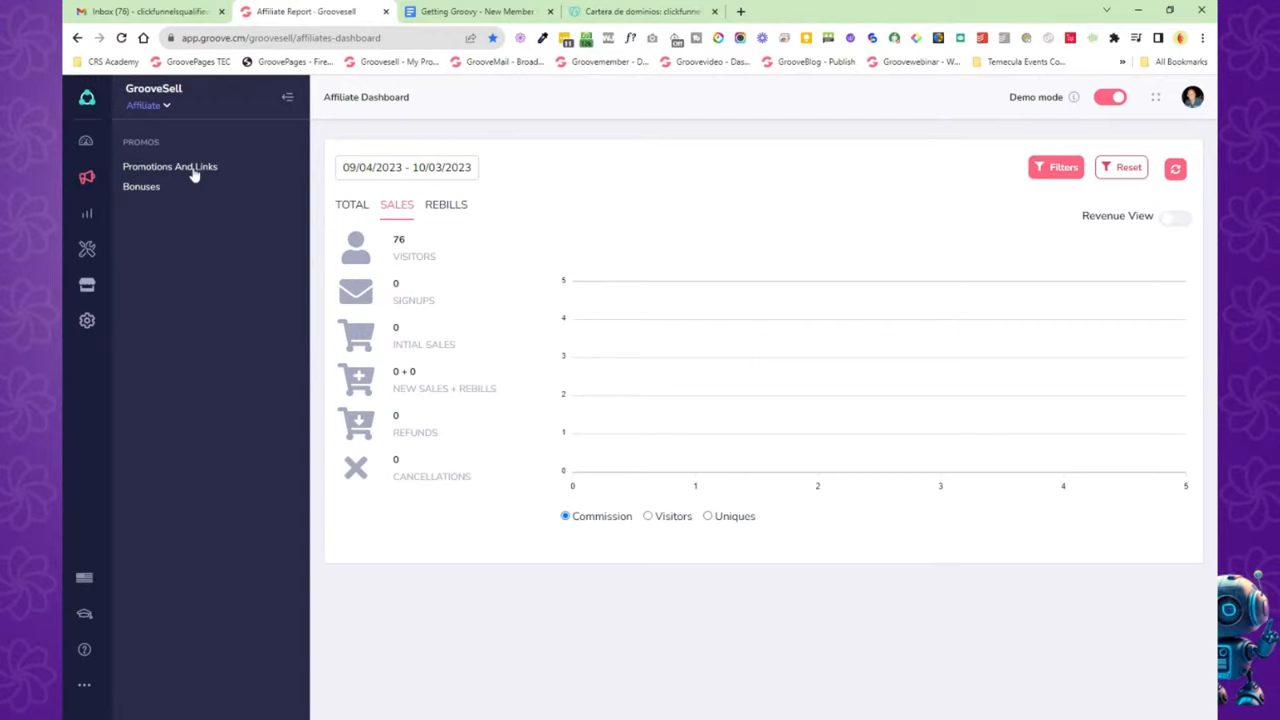 Inbox (76) - clickfunnelsqualifie
Affiliate Report - Groovesell
Getting Groovy - New Member
Cartera de dominios: clickfunne
app.groove.cm/groovesell/affiliates-dashboard
CRS Academy
GroovePages TEC
GroovePages - Fire...
Groovesell - My Pro...
GrooveMail - Broad...
Groovemember - D...
Groovevideo - Das...
GrooveBlog - Publish
Groovewebinar - W...
Temecula Events Co...
»
All Bookmarks
GrooveSell
Affiliate
Affiliate Dashboard
Demo mode
PROMOS
Promotions And Links
Bonuses
09/04/2023 - 10/03/2023
Filters
Reset
TOTAL
SALES
REBILLS
Revenue View
76
VISITORS
0
SIGNUPS
0
INTIAL SALES
0 + 0
NEW SALES + REBILLS
0
REFUNDS
0
CANCELLATIONS
5
4
3
2
1
0
0 1 2 3 4 5
Commission
Visitors
Uniques